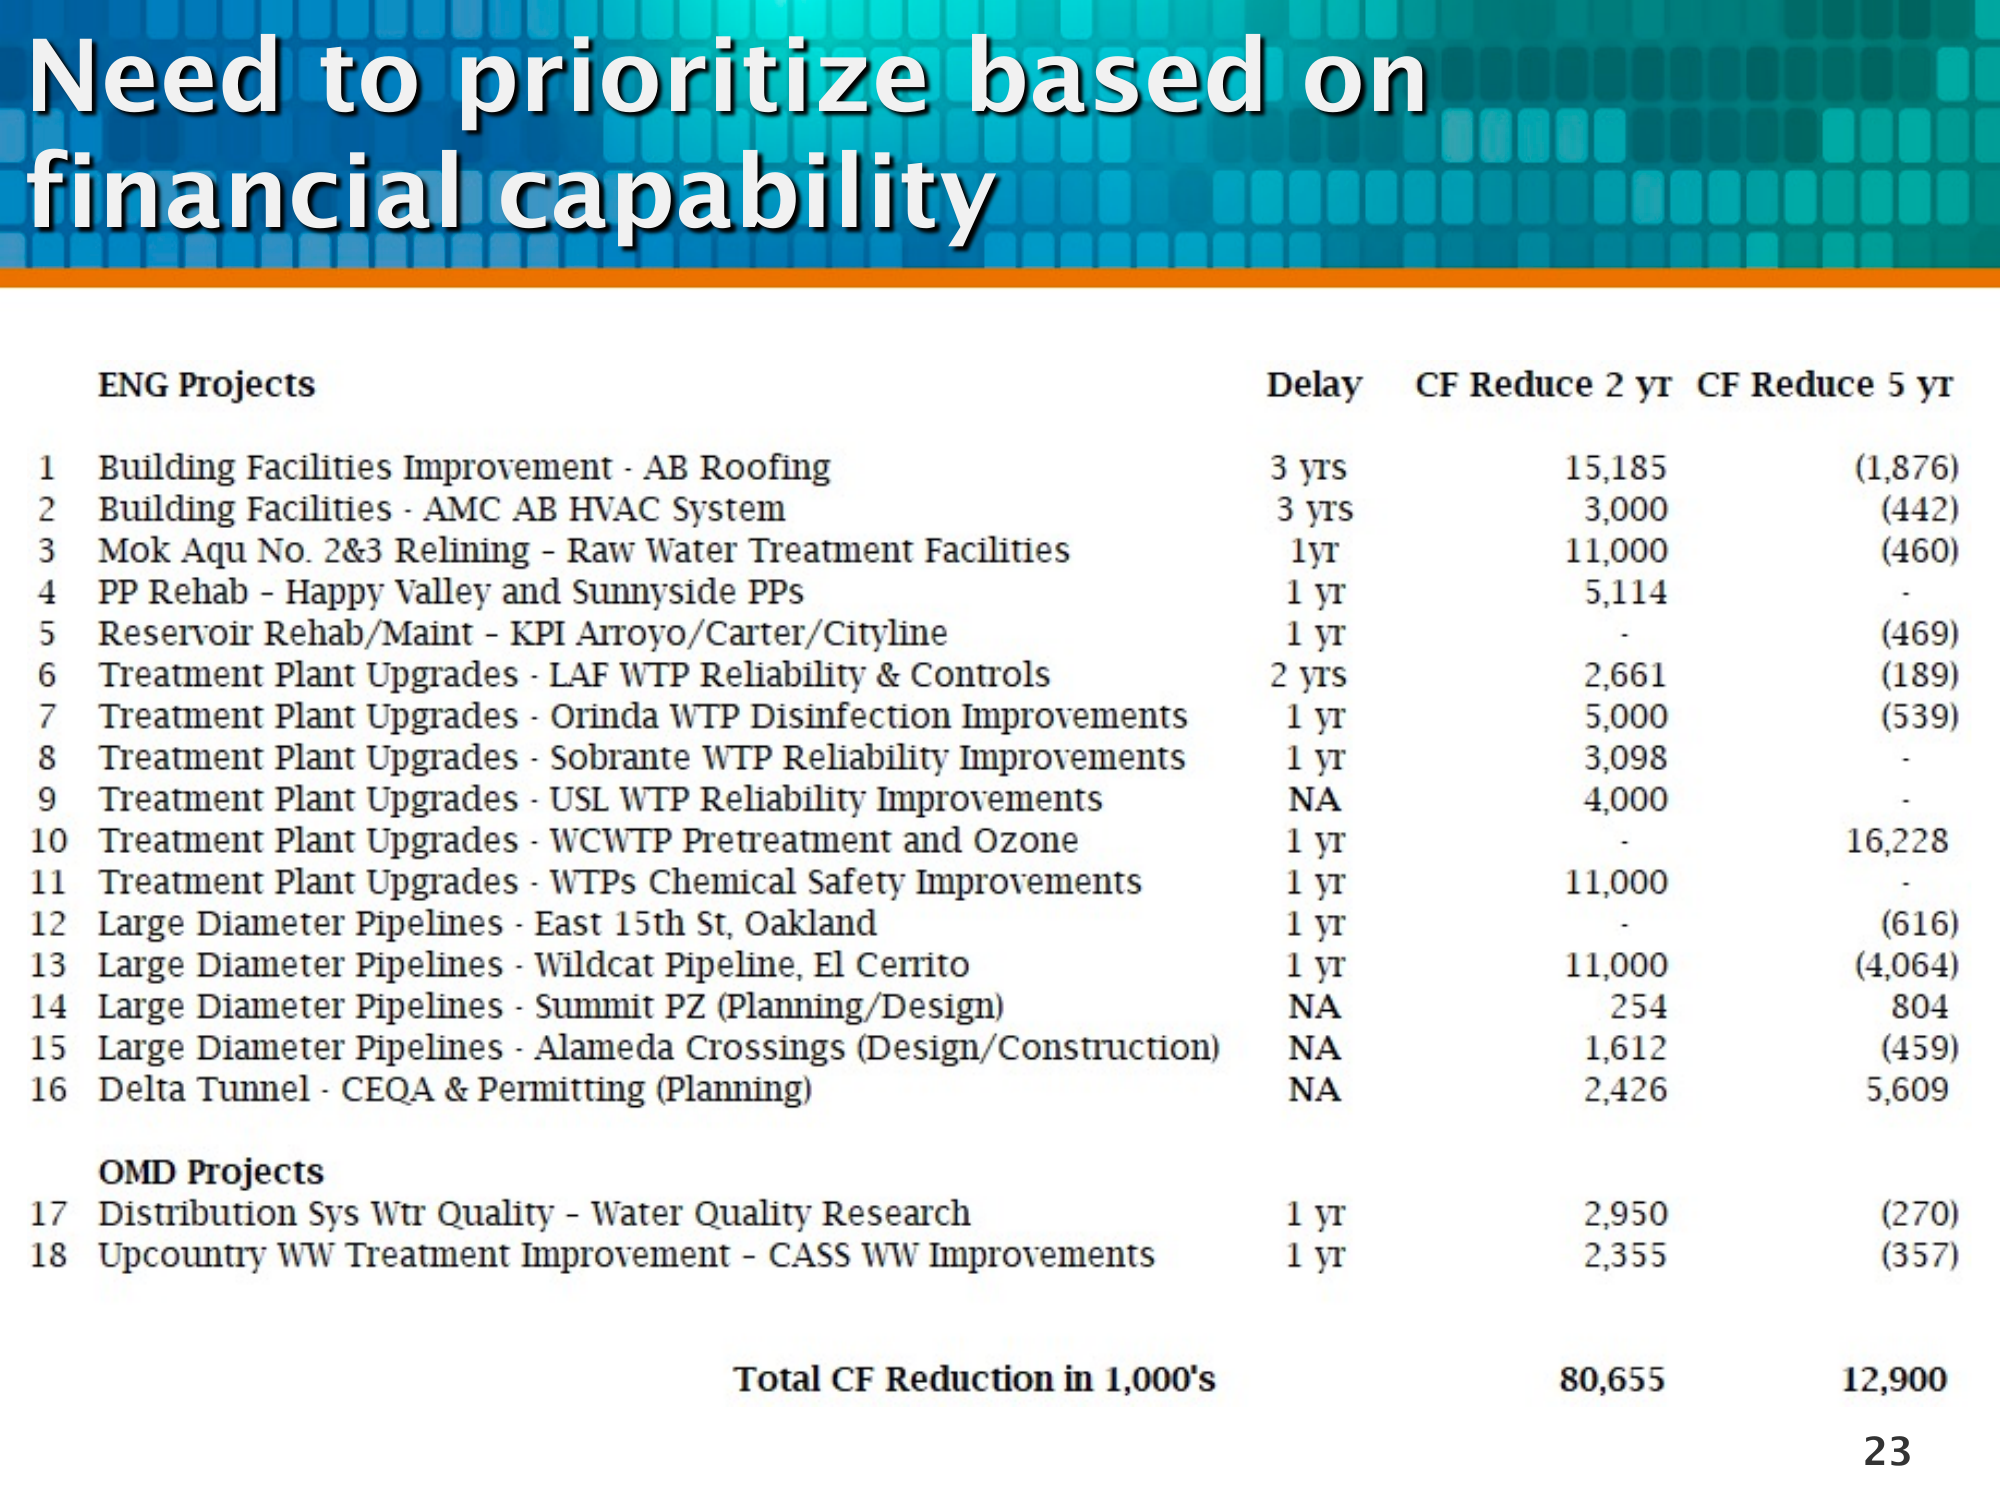 Need to prioritize based on
financial capability
ENG Projects Delay CF Reduce 2 yr CF Reduce 5 yr
1 Building Facilities Improvement - AB Roofing 3 yrs 15,185 (1,876)
2 Building Facilities - AMC AB HVAC System 3 yrs 3,000 (442)
3 Mok Aqu No. 2&3 Relining – Raw Water Treatment Facilities 1yr 11,000 (460)
4 PP Rehab – Happy Valley and Sunnyside PPs 1 yr 5,114 -
5 Reservoir Rehab/Maint – KPI Arroyo/Carter/Cityline 1 yr - (469)
6 Treatment Plant Upgrades - LAF WTP Reliability & Controls 2 yrs 2,661 (189)
7 Treatment Plant Upgrades - Orinda WTP Disinfection Improvements 1 yr 5,000 (539)
8 Treatment Plant Upgrades - Sobrante WTP Reliability Improvements 1 yr 3,098 -
9 Treatment Plant Upgrades - USL WTP Reliability Improvements NA 4,000 -
10 Treatment Plant Upgrades - WCWTP Pretreatment and Ozone 1 yr - 16,228
11 Treatment Plant Upgrades - WTPs Chemical Safety Improvements 1 yr 11,000 -
12 Large Diameter Pipelines - East 15th St, Oakland 1 yr - (616)
13 Large Diameter Pipelines - Wildcat Pipeline, El Cerrito 1 yr 11,000 (4,064)
14 Large Diameter Pipelines - Summit PZ (Planning/Design) NA 254 804
15 Large Diameter Pipelines - Alameda Crossings (Design/Construction) NA 1,612 (459)
16 Delta Tunnel - CEQA & Permitting (Planning) NA 2,426 5,609
OMD Projects
17 Distribution Sys Wtr Quality – Water Quality Research 1 yr 2,950 (270)
18 Upcountry WW Treatment Improvement – CASS WW Improvements 1 yr 2,355 (357)
Total CF Reduction in 1,000's 80,655 12,900
23